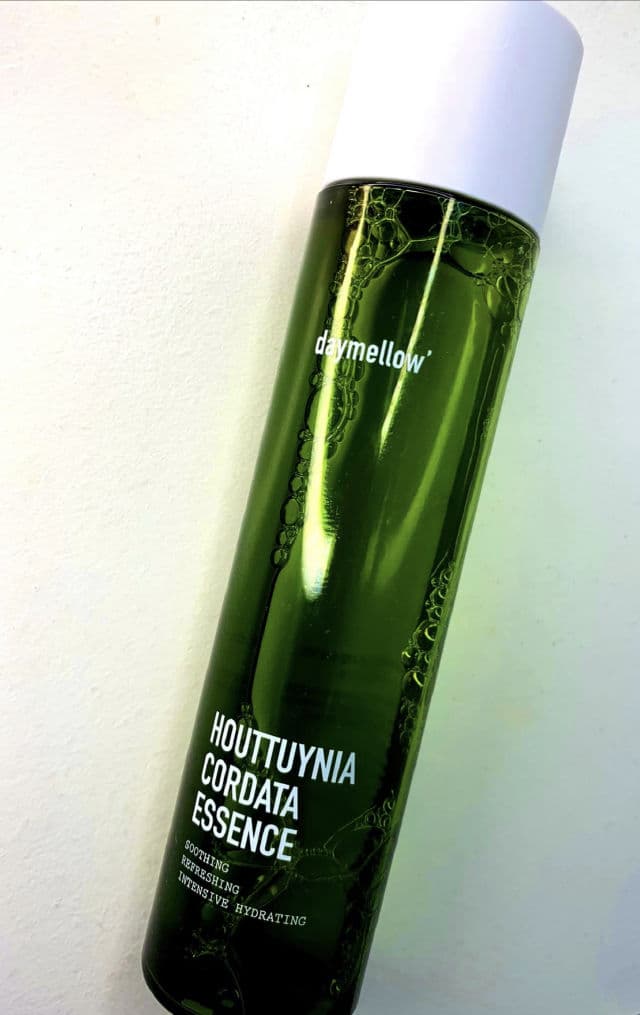 daymellow'
HOUTTUYNIA
CORDATA
ESSENCE
SOOTHING
REFRESHING
INTENSIVE HYDRATING